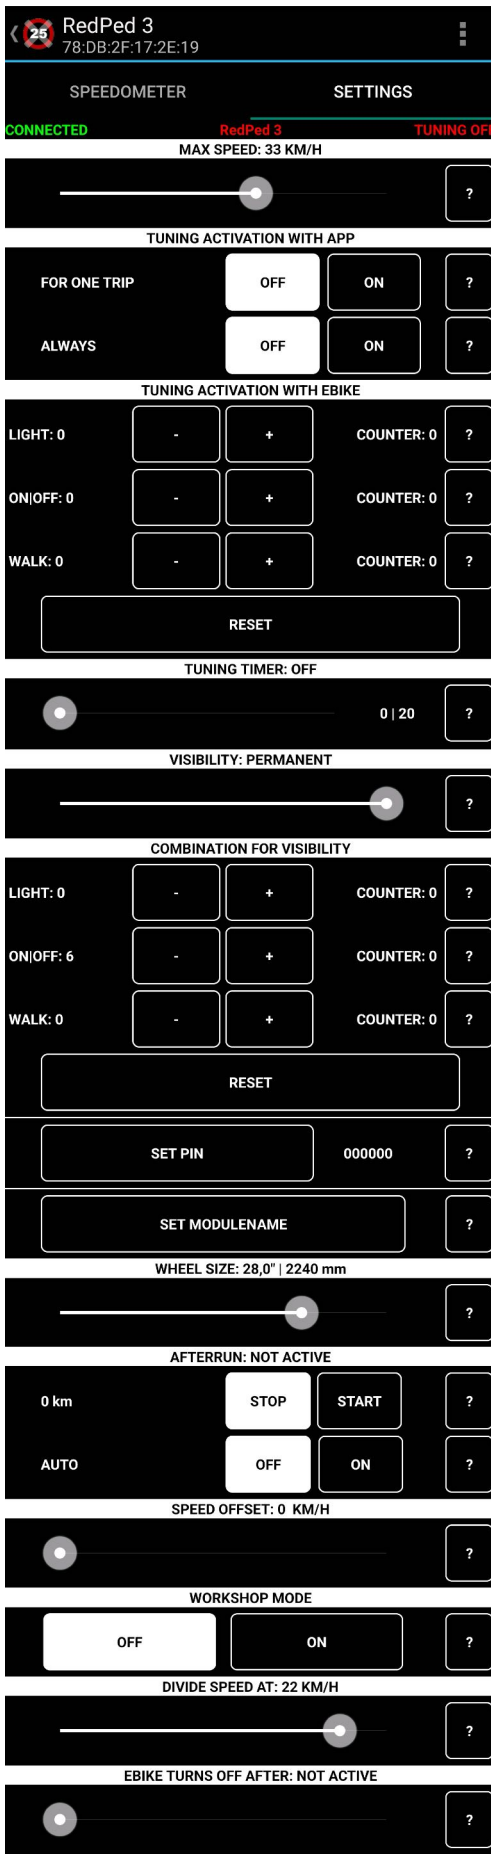 25 RedPed 3
78:DB:2F:17:2E:19
SPEEDOMETER SETTINGS
CONNECTED RedPed 3 TUNING OFF
MAX SPEED: 33 KM/H
?
TUNING ACTIVATION WITH APP
FOR ONE TRIP OFF ON ?
ALWAYS OFF ON ?
TUNING ACTIVATION WITH EBIKE
LIGHT: 0 - + COUNTER: 0 ?
ON|OFF: 0 - + COUNTER: 0 ?
WALK: 0 - + COUNTER: 0 ?
RESET
TUNING TIMER: OFF
0 | 20 ?
VISIBILITY: PERMANENT
?
COMBINATION FOR VISIBILITY
LIGHT: 0 - + COUNTER: 0 ?
ON|OFF: 6 - + COUNTER: 0 ?
WALK: 0 - + COUNTER: 0 ?
RESET
SET PIN 000000 ?
SET MODULENAME ?
WHEEL SIZE: 28,0" | 2240 mm
?
AFTERRUN: NOT ACTIVE
0 km STOP START ?
AUTO OFF ON ?
SPEED OFFSET: 0 KM/H
?
WORKSHOP MODE
OFF ON ?
DIVIDE SPEED AT: 22 KM/H
?
EBIKE TURNS OFF AFTER: NOT ACTIVE
?